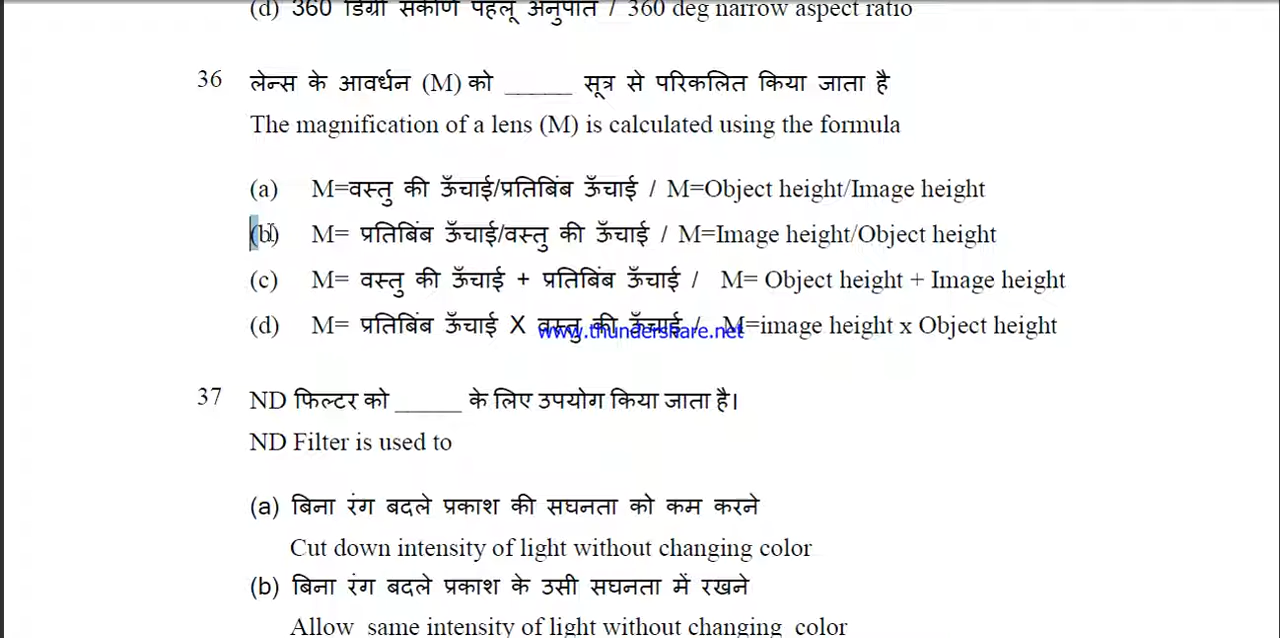 (d) 360 डिग्री संकीर्ण पहलू अनुपात / 360 deg narrow aspect ratio
36 लेन्स के आवर्धन (M) को _____ सूत्र से परिकलित किया जाता है
The magnification of a lens (M) is calculated using the formula
(a) M=वस्तु की ऊँचाई/प्रतिबिंब ऊँचाई / M=Object height/Image height
(b) M= प्रतिबिंब ऊँचाई/वस्तु की ऊँचाई / M=Image height/Object height
(c) M= वस्तु की ऊँचाई + प्रतिबिंब ऊँचाई / M= Object height + Image height
(d) M= प्रतिबिंब ऊँचाई X वस्तु की ऊँचाई / M=image height x Object height
www.thundershare.net
37 ND फिल्टर को _____ के लिए उपयोग किया जाता है।
ND Filter is used to
(a) बिना रंग बदले प्रकाश की सघनता को कम करने
Cut down intensity of light without changing color
(b) बिना रंग बदले प्रकाश के उसी सघनता में रखने
Allow same intensity of light without changing color